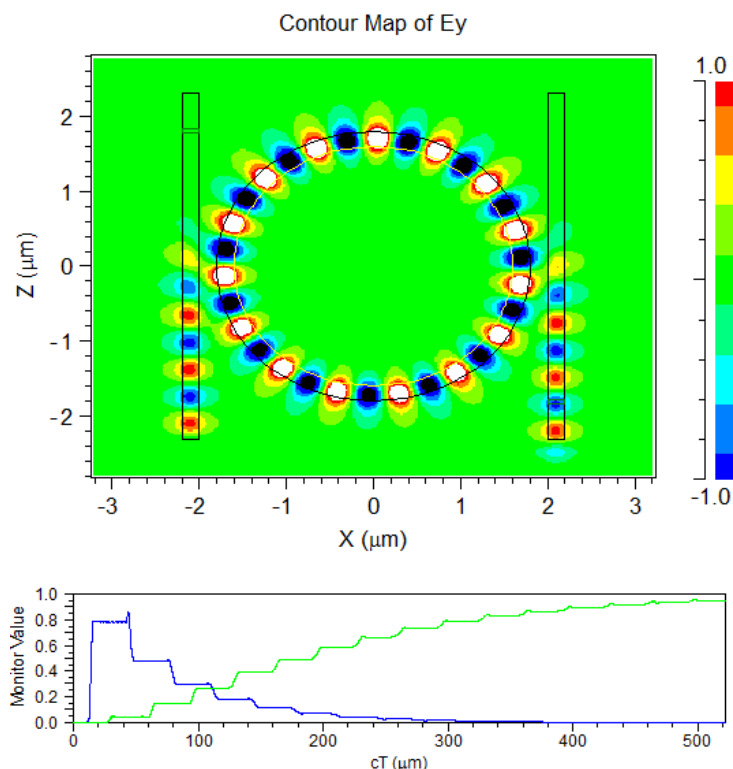 Contour Map of Ey
1.0
2
1
0
-1
-2
Z (μm)
-3 -2 -1 0 1 2 3
X (μm)
-1.0
1.0
0.8
0.6
0.4
0.2
0.0
Monitor Value
0 100 200 300 400 500
cT (μm)